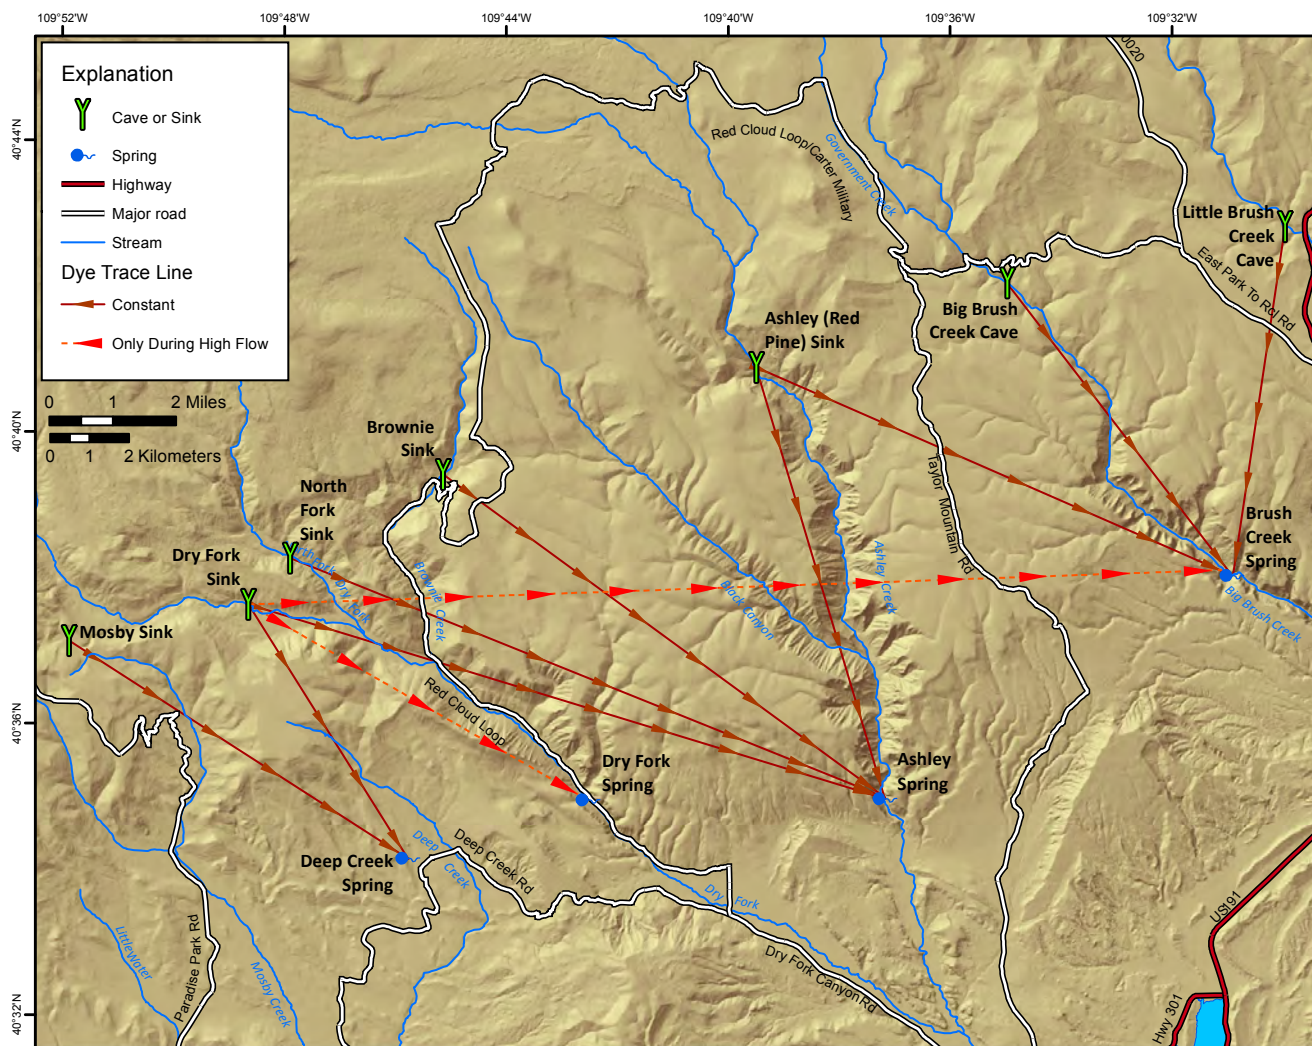 109°52'W
109°48'W
109°44'W
109°40'W
109°36'W
109°32'W
40°44'N
40°40'N
40°36'N
40°32'N
Explanation
Cave or Sink
Spring
Highway
Major road
Stream
Dye Trace Line
Constant
Only During High Flow
0 1 2 Miles
0 1 2 Kilometers
0020
Red Cloud Loop/Carter Military
Government Creek
Little Brush
Creek
Cave
East Park To Rd Rd
Big Brush
Creek Cave
Ashley (Red
Pine) Sink
Brownie
Sink
North
Fork
Sink
Dry Fork
Sink
Mosby Sink
North Fork Dry Fork
Brownie Creek
Black Canyon
Ashley Creek
Taylor Mountain Rd
Brush
Creek
Spring
Big Brush Creek
Red Cloud Loop
Dry Fork
Spring
Ashley
Spring
Deep Creek
Spring
Deep Creek
Deep Creek Rd
Dry Fork
Dry Fork Canyon Rd
Paradise Park Rd
Little Water
Mosby Creek
US191
Hwy 301